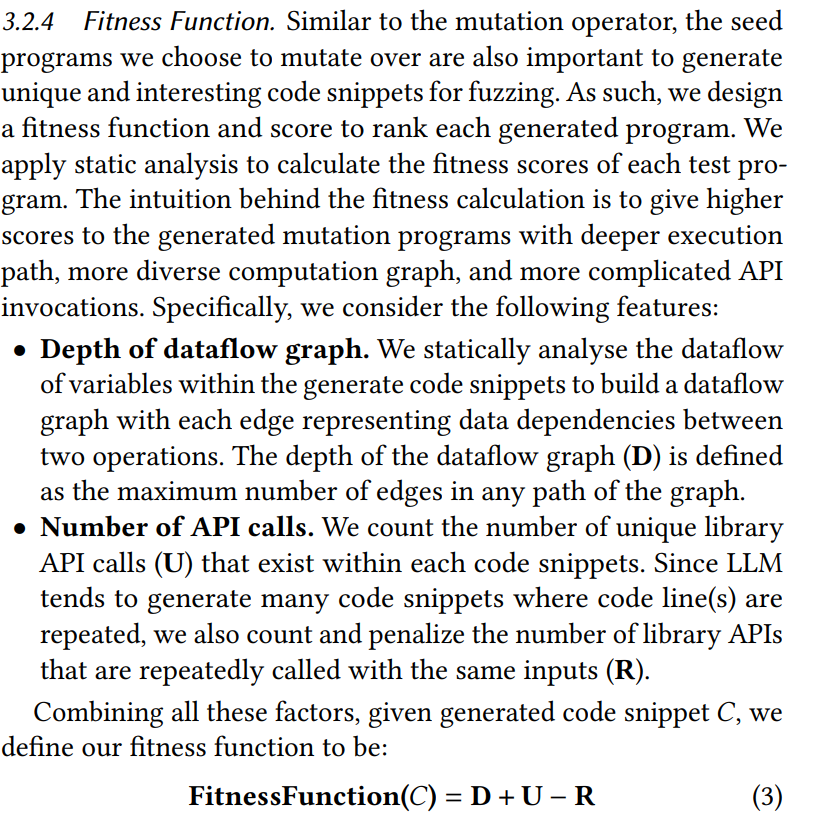 3.2.4 Fitness Function. Similar to the mutation operator, the seed
programs we choose to mutate over are also important to generate
unique and interesting code snippets for fuzzing. As such, we design
a fitness function and score to rank each generated program. We
apply static analysis to calculate the fitness scores of each test pro-
gram. The intuition behind the fitness calculation is to give higher
scores to the generated mutation programs with deeper execution
path, more diverse computation graph, and more complicated API
invocations. Specifically, we consider the following features:
• Depth of dataflow graph. We statically analyse the dataflow
of variables within the generate code snippets to build a dataflow
graph with each edge representing data dependencies between
two operations. The depth of the dataflow graph (D) is defined
as the maximum number of edges in any path of the graph.
• Number of API calls. We count the number of unique library
API calls (U) that exist within each code snippets. Since LLM
tends to generate many code snippets where code line(s) are
repeated, we also count and penalize the number of library APIs
that are repeatedly called with the same inputs (R).
Combining all these factors, given generated code snippet C, we
define our fitness function to be:
FitnessFunction(C) = D + U − R (3)